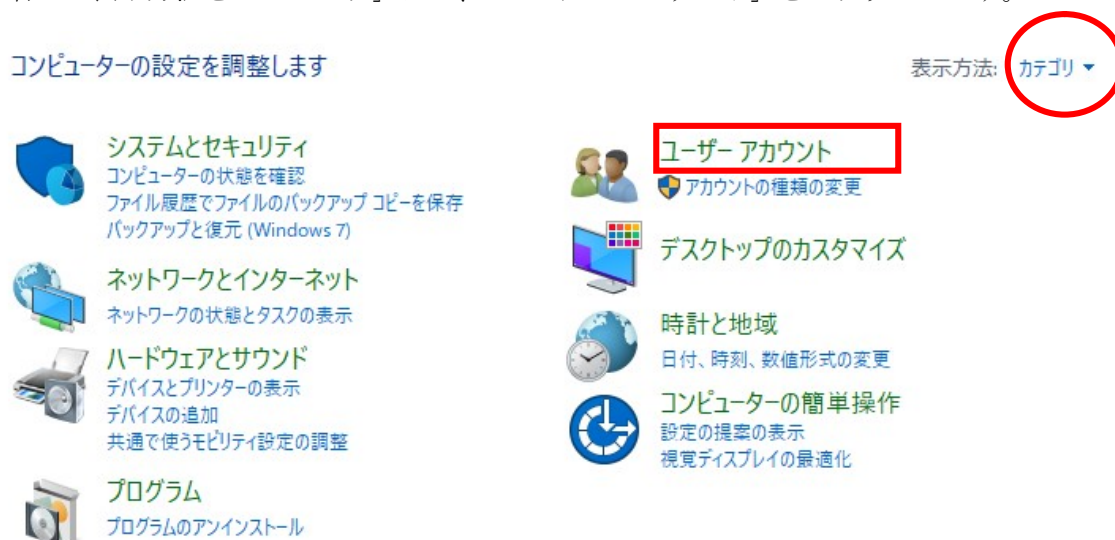 コンピューターの設定を調整します
表示方法: カテゴリ
システムとセキュリティ
コンピューターの状態を確認
ファイル履歴でファイルのバックアップ コピーを保存
バックアップと復元 (Windows 7)
ネットワークとインターネット
ネットワークの状態とタスクの表示
ハードウェアとサウンド
デバイスとプリンターの表示
デバイスの追加
共通で使うモビリティ設定の調整
プログラム
プログラムのアンインストール
ユーザー アカウント
アカウントの種類の変更
デスクトップのカスタマイズ
時計と地域
日付、時刻、数値形式の変更
コンピューターの簡単操作
設定の提案の表示
視覚ディスプレイの最適化